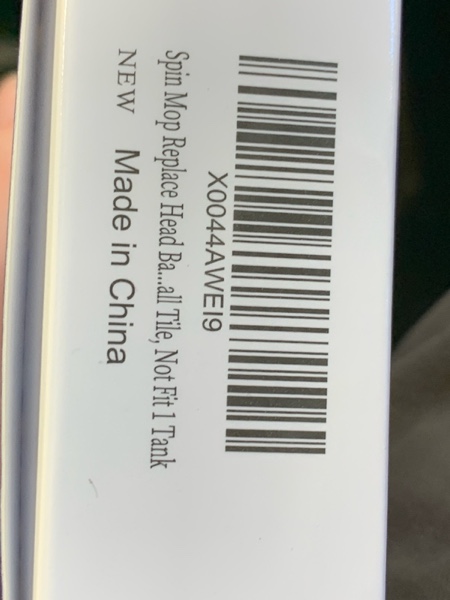 X0044AWEI9
Spin Mop Replace Head Ba...all Tile, Not Fit 1 Tank
NEW Made in China